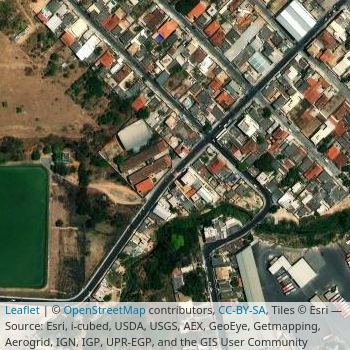 Leaflet | © OpenStreetMap contributors, CC-BY-SA, Tiles © Esri —
Source: Esri, i-cubed, USDA, USGS, AEX, GeoEye, Getmapping,
Aerogrid, IGN, IGP, UPR-EGP, and the GIS User Community